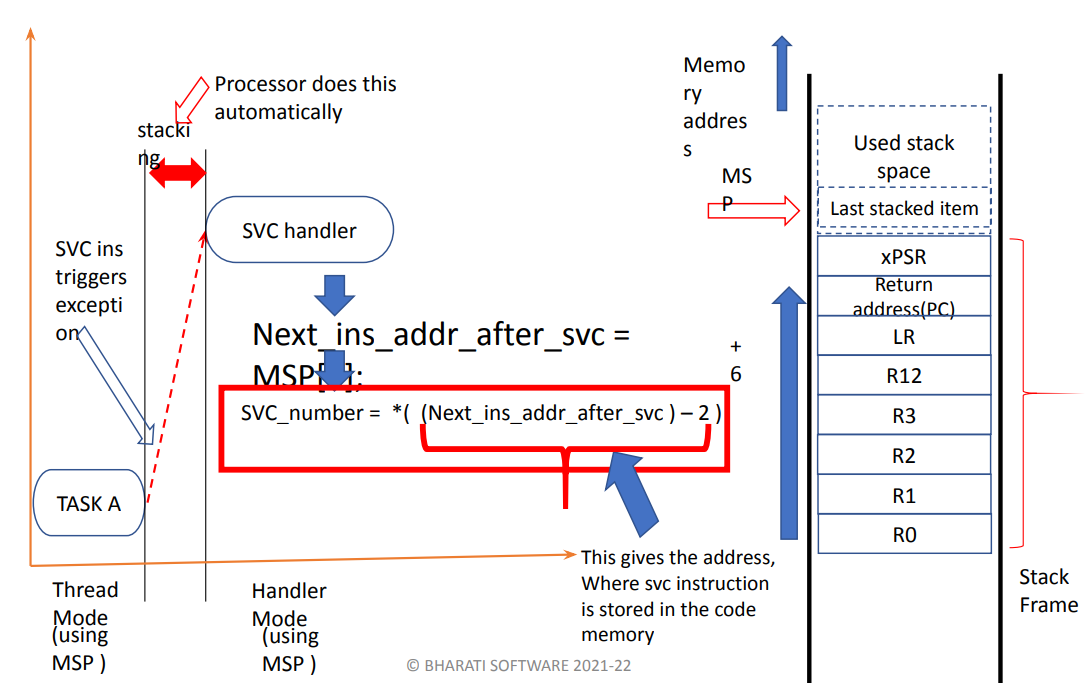 Processor does this
automatically
stacki
ng
SVC handler
SVC ins
triggers
excepti
on
Next_ins_addr_after_svc =
MSP[ ];
SVC_number = *( (Next_ins_addr_after_svc ) – 2 )
TASK A
This gives the address,
Where svc instruction
is stored in the code
memory
Thread
Mode
(using
MSP )
Handler
Mode
(using
MSP )
© BHARATI SOFTWARE 2021-22
Memo
ry
addres
s
MS
P
+
6
Used stack
space
Last stacked item
xPSR
Return
address(PC)
LR
R12
R3
R2
R1
R0
Stack
Frame